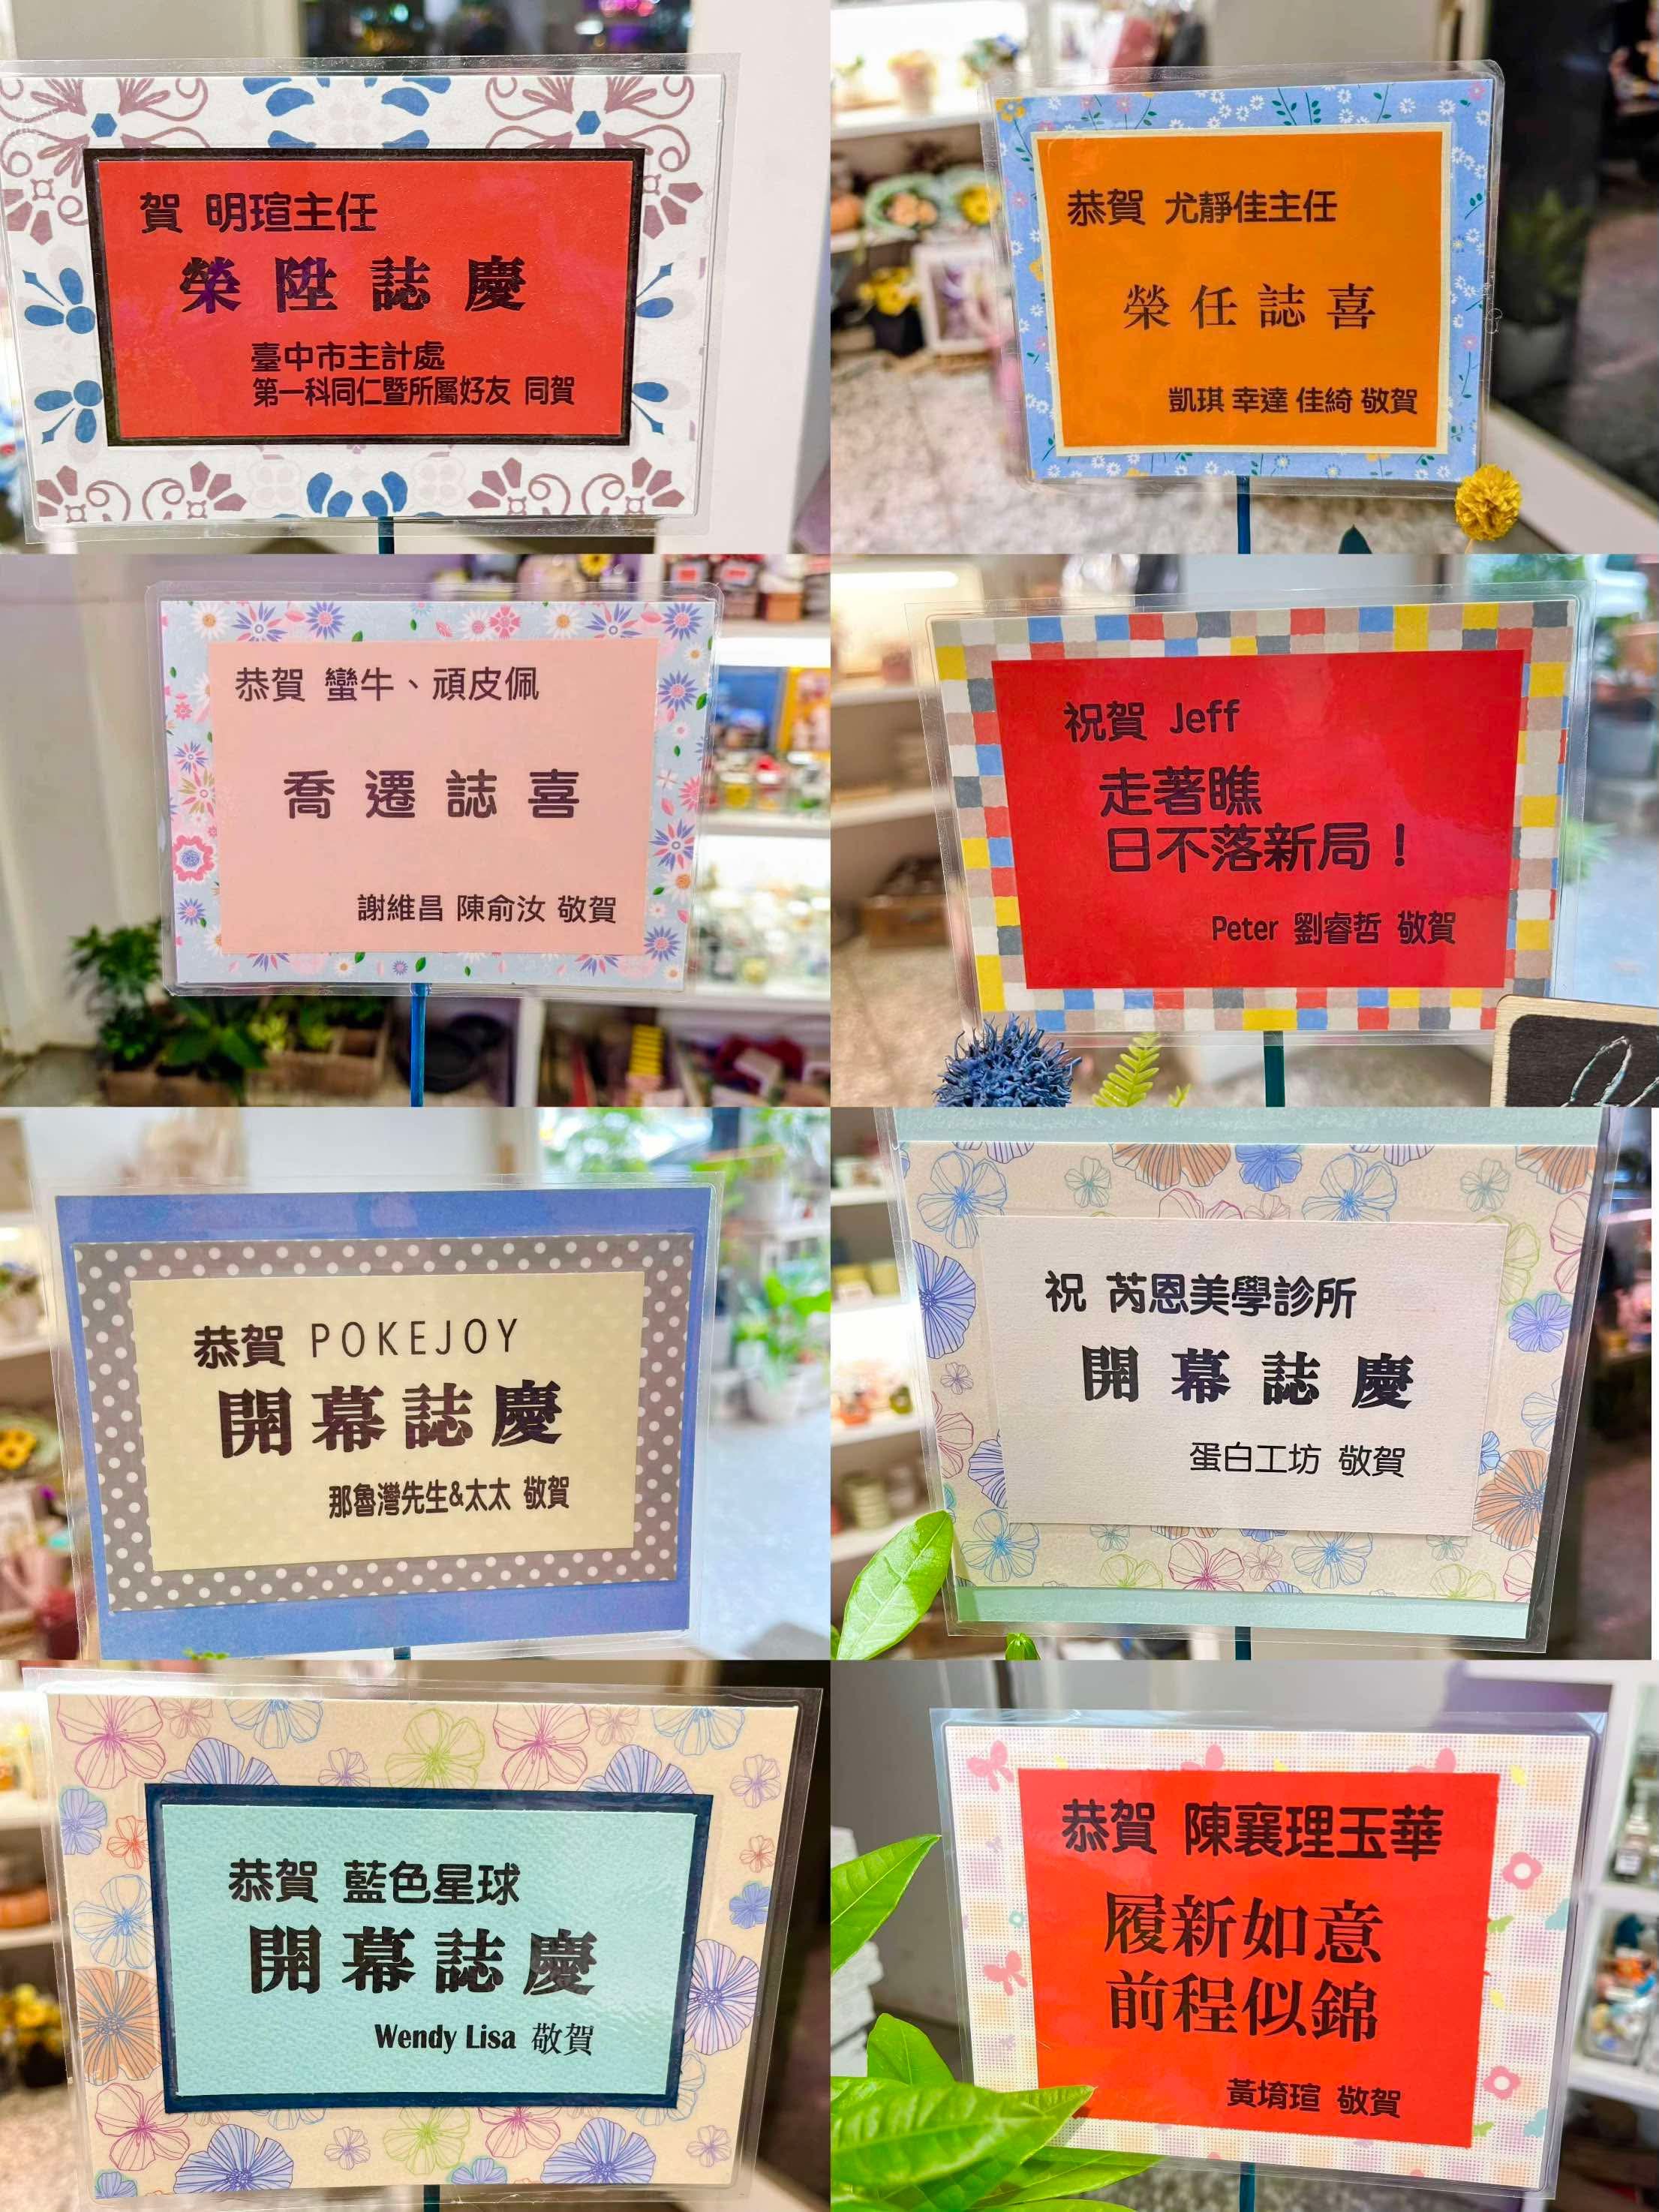 賀 明瑄主任
榮陞誌慶
臺中市主計處
第一科同仁暨所屬好友 同賀
恭賀 尤靜佳主任
榮任誌喜
凱琪 幸達 佳綺 敬賀
恭賀 蠻牛、頑皮佩
喬遷誌喜
謝維昌 陳俞汝 敬賀
祝賀 Jeff
走著瞧
日不落新局！
Peter 劉睿哲 敬賀
恭賀 POKEJOY
開幕誌慶
那魯灣先生&太太 敬賀
祝 芮恩美學診所
開幕誌慶
蛋白工坊 敬賀
恭賀 藍色星球
開幕誌慶
Wendy Lisa 敬賀
恭賀 陳襄理玉華
履新如意
前程似錦
黃堉瑄 敬賀